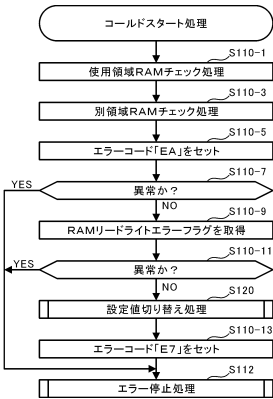 コールドスタート処理
S110-1
使用領域RAMチェック処理
S110-3
別領域RAMチェック処理
S110-5
エラーコード「EA」をセット
S110-7
YES
異常か？
NO
S110-9
RAMリードライトエラーフラグを取得
S110-11
YES
異常か？
NO
S120
設定値切り替え処理
S110-13
エラーコード「E7」をセット
S112
エラー停止処理